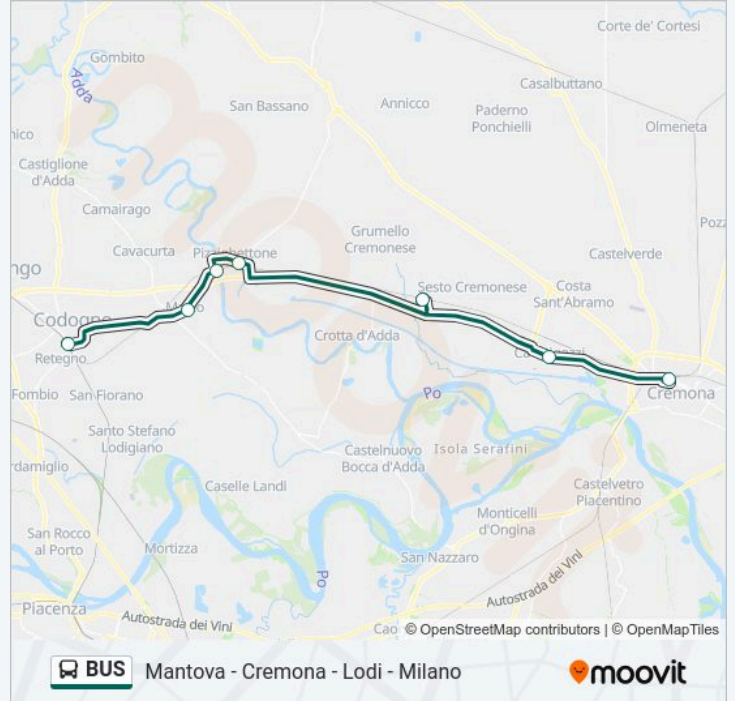 Corte de' Cortesi
Gombito
Adda
Casalbuttano
San Bassano
Annicco
Paderno
Ponchielli
Olmeneta
Castiglione
d'Adda
Camairago
Grumello
Cremonese
Cavacurta
Pizzighettone
Castelverde
Sesto Cremonese
Costa
Sant'Abramo
Codogno
Crotta d'Adda
Retegno
Cremona
Po
Fombio
San Fiorano
Santo Stefano
Lodigiano
Castelnuovo
Bocca d'Adda
Isola Serafini
Caselle Landi
Castelvetro
Piacentino
Monticelli
d'Ongina
San Rocco
al Porto
Mortizza
San Nazzaro
Po
Autostrada dei Vini
Piacenza
Autostrada dei Vini
Cao
© OpenStreetMap contributors | © OpenMapTiles
BUS Mantova - Cremona - Lodi - Milano
moovit